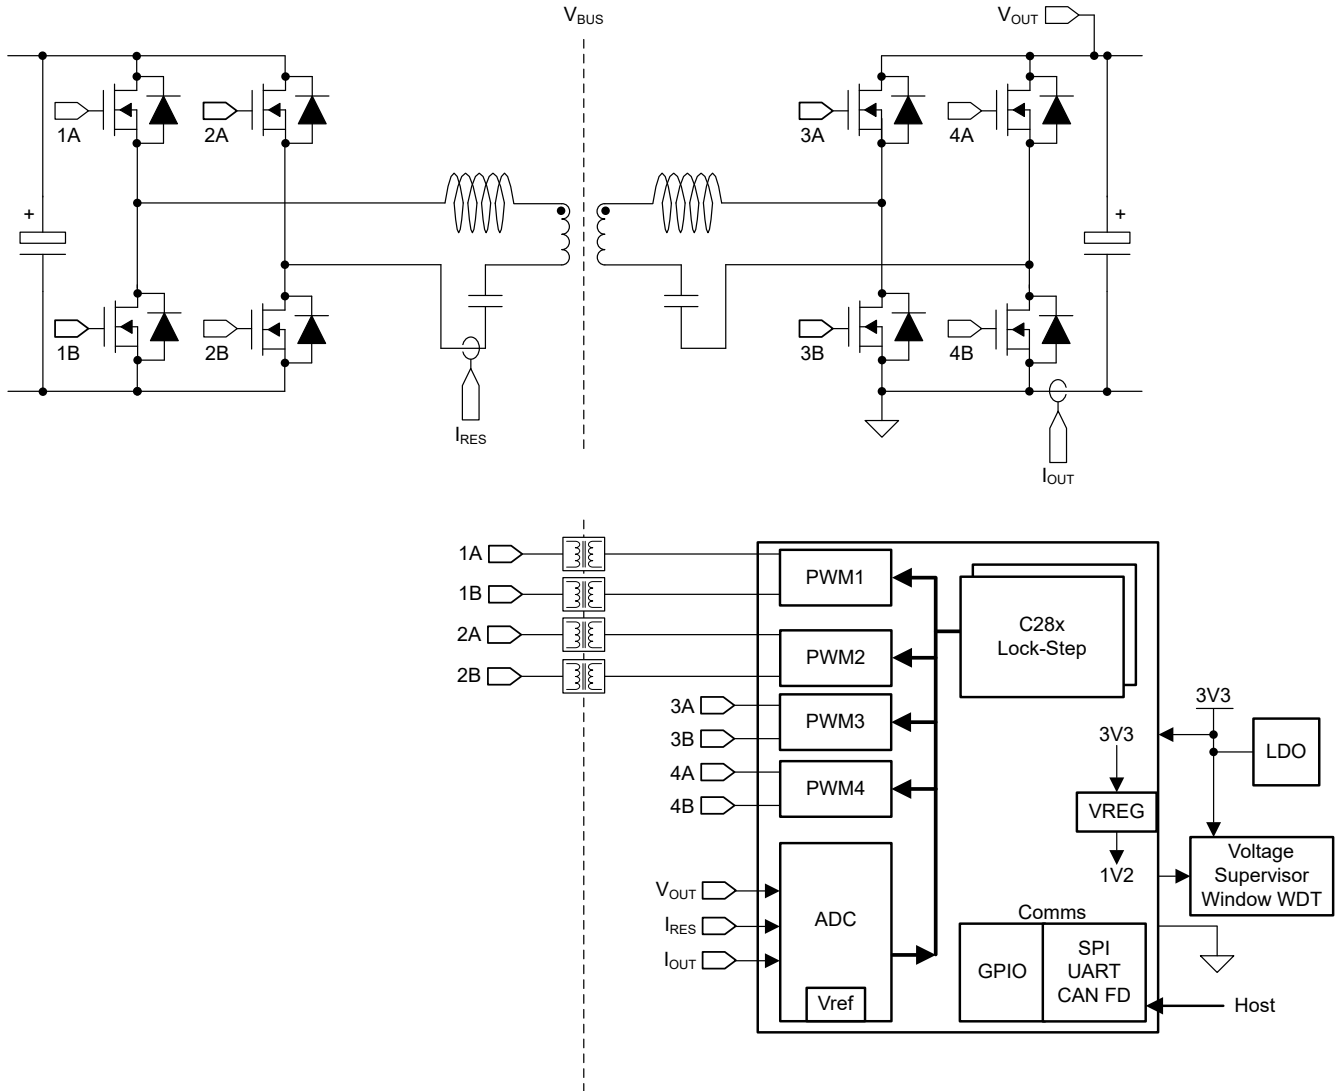 VBUS
VOUT
+
1A
2A
3A
4A
+
1B
2B
3B
4B
IRES
IOUT
1A
1B
2A
2B
3A
3B
4A
4B
PWM1
PWM2
PWM3
PWM4
C28x
Lock-Step
3V3
LDO
3V3
VREG
1V2
Voltage
Supervisor
Window WDT
VOUT
IRES
IOUT
ADC
Vref
Comms
GPIO
SPI
UART
CAN FD
Host